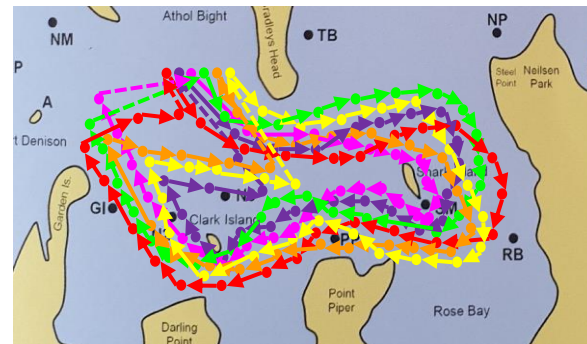 Athol Bight
NP
NM
Bradleys Head
TB
P
Steel
Point
Neilsen
Park
A
t Denison
Shark Island
Garden Is.
GI
N
SM
Clark Island
PP
RB
Point
Piper
Rose Bay
Darling
Point